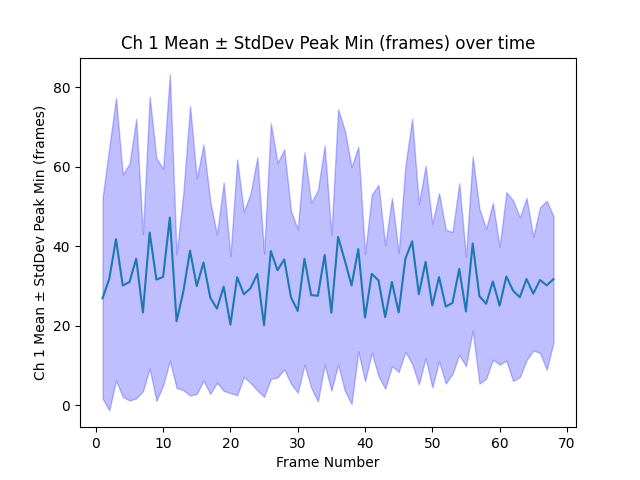 Ch 1 Mean ± StdDev Peak Min (frames) over time
Ch 1 Mean ± StdDev Peak Min (frames)
80
60
40
20
0
0 10 20 30 40 50 60 70
Frame Number